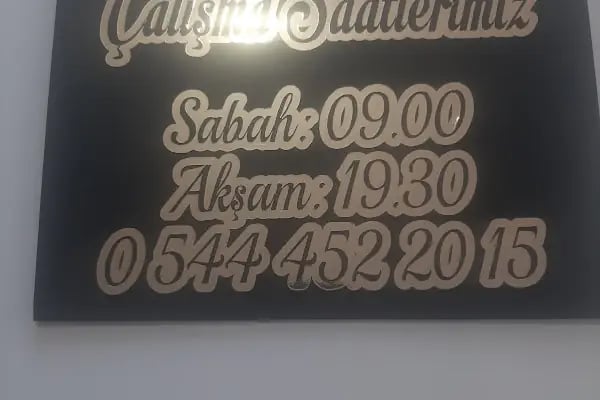 Çalışma Saatlerimiz
Sabah: 09.00
Akşam: 19.30
0 544 452 20 15